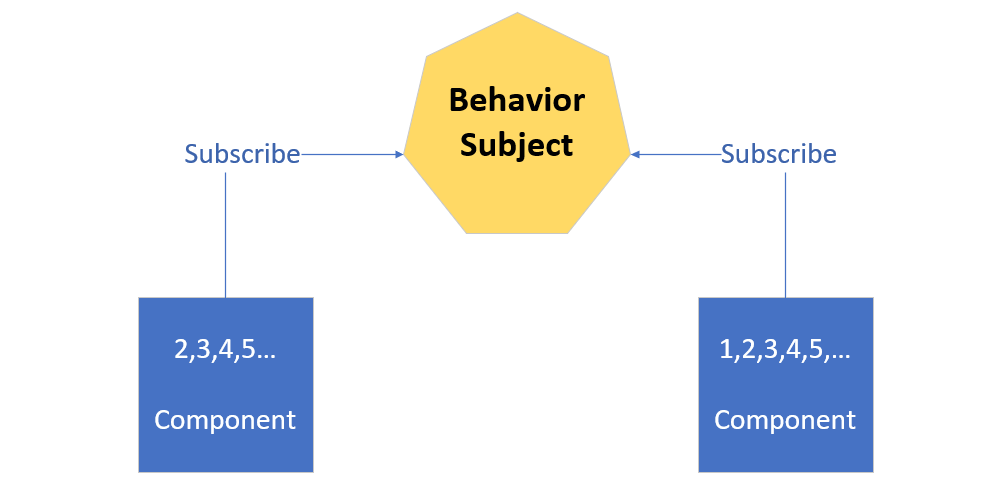 Behavior
Subject
Subscribe
Subscribe
2,3,4,5...
Component
1,2,3,4,5,...
Component